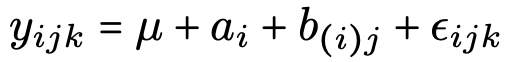 y_{ijk} = μ + a_i + b_{(i)j} + ϵ_{ijk}